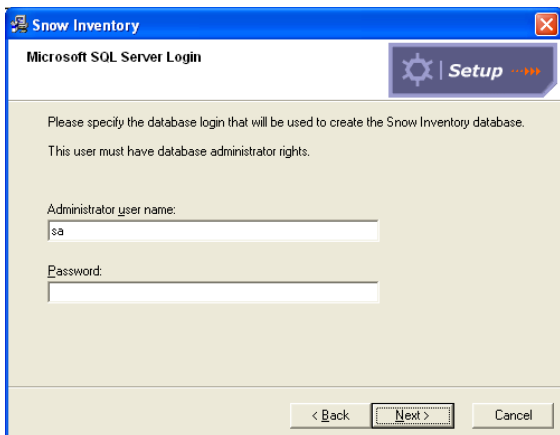 Snow Inventory
Microsoft SQL Server Login
Setup
Please specify the database login that will be used to create the Snow Inventory database.
This user must have database administrator rights.
Administrator user name:
sa
Password:
< Back
Next >
Cancel